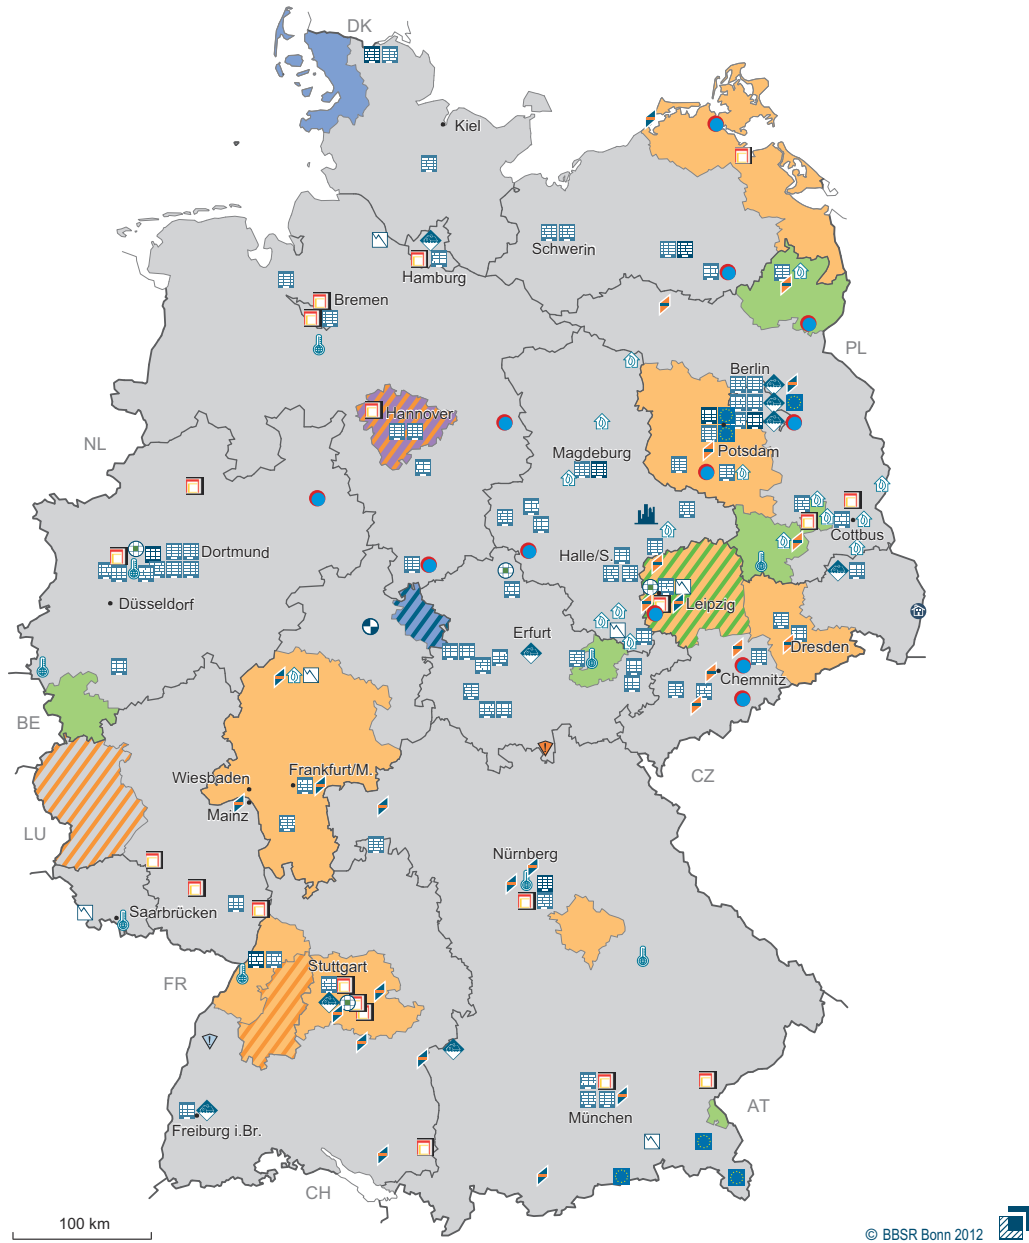 DK
Kiel
Schwerin
Hamburg
Bremen
PL
Berlin
Hannover
NL
Magdeburg
Potsdam
Cottbus
Dortmund
Halle/S.
Düsseldorf
Leipzig
Erfurt
Dresden
Chemnitz
BE
Wiesbaden
Frankfurt/M.
CZ
Mainz
LU
Nürnberg
Saarbrücken
Stuttgart
FR
München
AT
Freiburg i.Br.
CH
100 km
© BBSR Bonn 2012